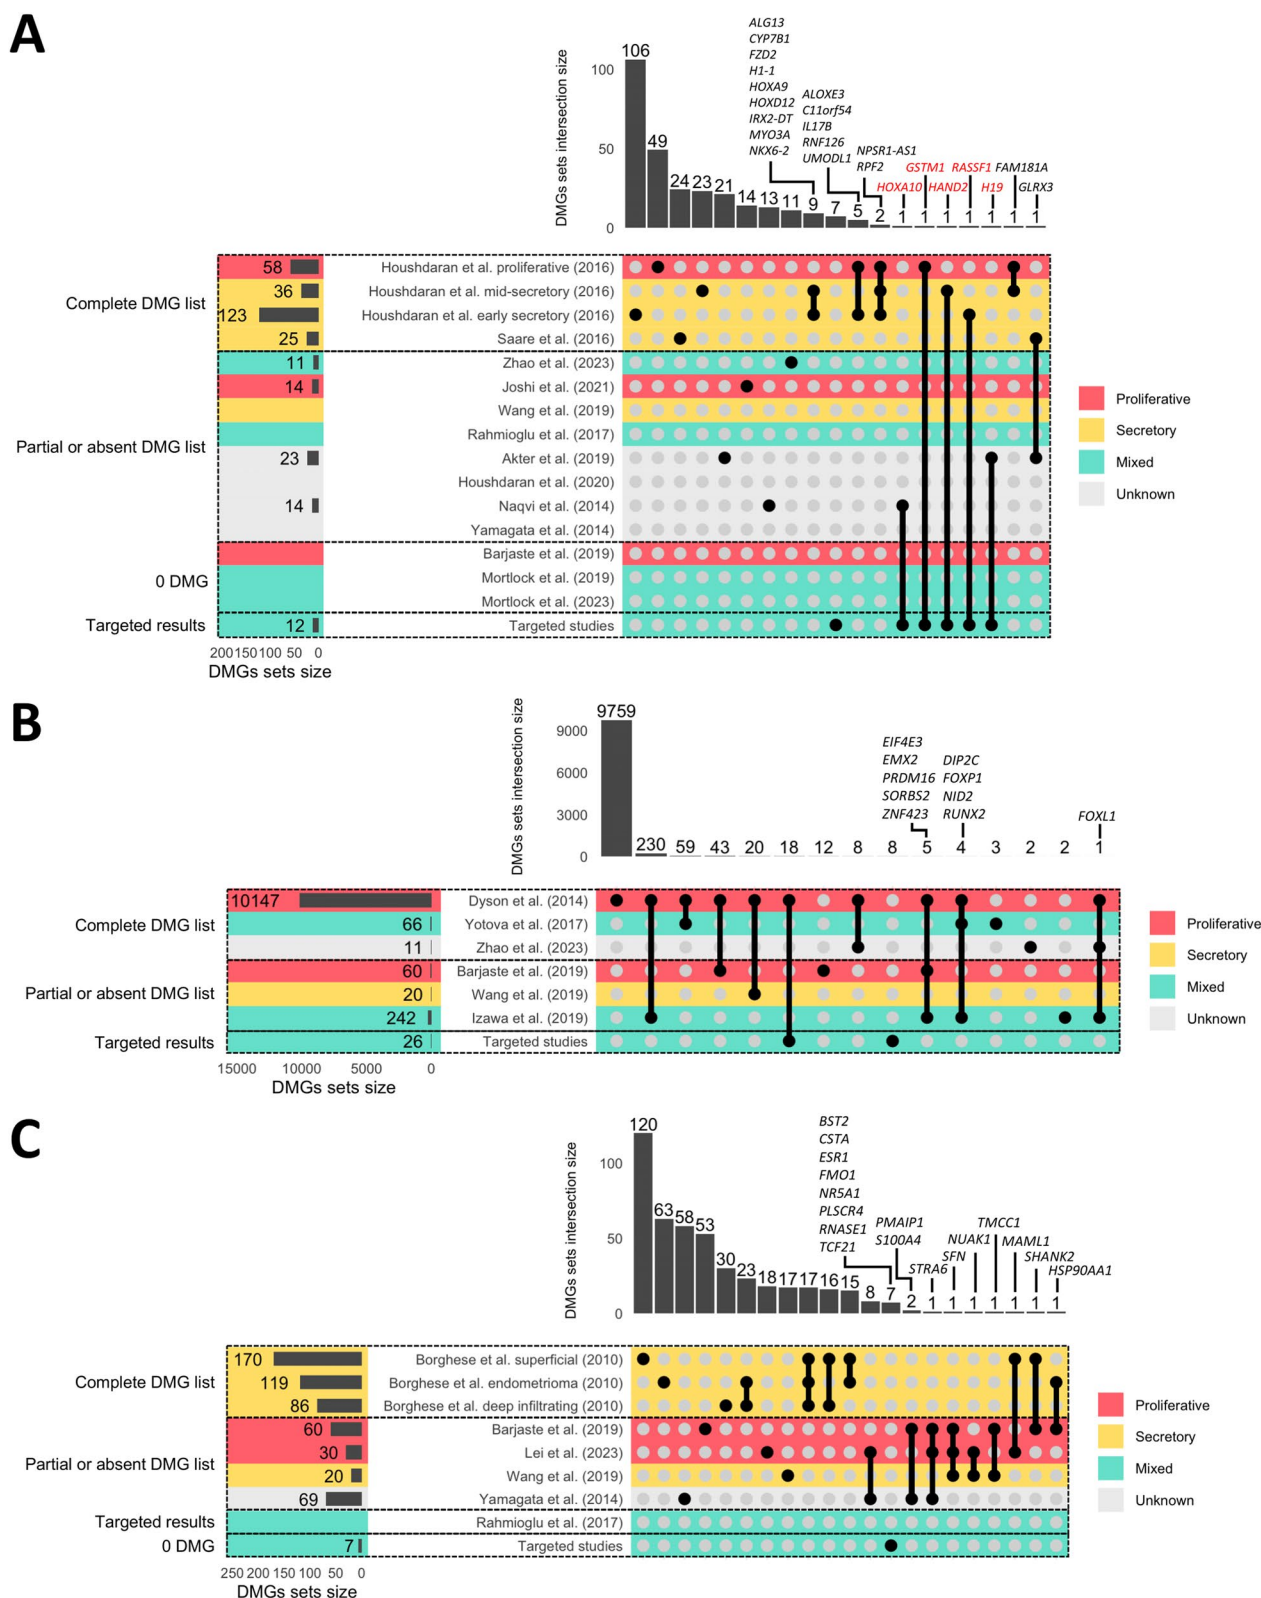 A
DMGs sets intersection size
100
50
0
106
49
24
23
21
14
13
11
9
7
5
2
1
1
1
1
1
1
1
ALG13
CYP7B1
FZD2
H1-1
HOXA9
HOXD12
IRX2-DT
MYO3A
NKX6-2
ALOXE3
C11orf54
IL17B
RNF126
UMODL1
NPSR1-AS1
RPF2
HOXA10
GSTM1
HAND2
RASSF1
H19
FAM181A
GLRX3
Complete DMG list
58 Houshdaran et al. proliferative (2016)
36 Houshdaran et al. mid-secretory (2016)
123 Houshdaran et al. early secretory (2016)
25 Saare et al. (2016)
Partial or absent DMG list
11 Zhao et al. (2023)
14 Joshi et al. (2021)
Wang et al. (2019)
Rahmioglu et al. (2017)
23 Akter et al. (2019)
Houshdaran et al. (2020)
14 Naqvi et al. (2014)
Yamagata et al. (2014)
0 DMG
Barjaste et al. (2019)
Mortlock et al. (2019)
Mortlock et al. (2023)
Targeted results 12 Targeted studies
200 150 100 50 0
DMGs sets size
Proliferative
Secretory
Mixed
Unknown
B
DMGs sets intersection size
9000
6000
3000
0
9759
230
59
43
20
18
12
8
8
5
4
3
2
2
1
EIF4E3
EMX2
PRDM16
SORBS2
ZNF423
DIP2C
FOXP1
NID2
RUNX2
FOXL1
Complete DMG list
10147 Dyson et al. (2014)
66 Yotova et al. (2017)
11 Zhao et al. (2023)
Partial or absent DMG list
60 Barjaste et al. (2019)
20 Wang et al. (2019)
242 Izawa et al. (2019)
Targeted results 26 Targeted studies
15000 10000 5000 0
DMGs sets size
Proliferative
Secretory
Mixed
Unknown
C
DMGs sets intersection size
100
50
0
120
63
58
53
30
23
18
17
17
16
15
8
7
2
1
1
1
1
1
1
1
BST2
CSTA
ESR1
FMO1
NR5A1
PLSCR4
RNASE1
TCF21
PMAIP1
S100A4
STRA6
SFN
NUAK1
TMCC1
MAML1
SHANK2
HSP90AA1
Complete DMG list
170 Borghese et al. superficial (2010)
119 Borghese et al. endometrioma (2010)
86 Borghese et al. deep infiltrating (2010)
Partial or absent DMG list
60 Barjaste et al. (2019)
30 Lei et al. (2023)
20 Wang et al. (2019)
69 Yamagata et al. (2014)
Targeted results Rahmioglu et al. (2017)
0 DMG 7 Targeted studies
250 200 150 100 50 0
DMGs sets size
Proliferative
Secretory
Mixed
Unknown